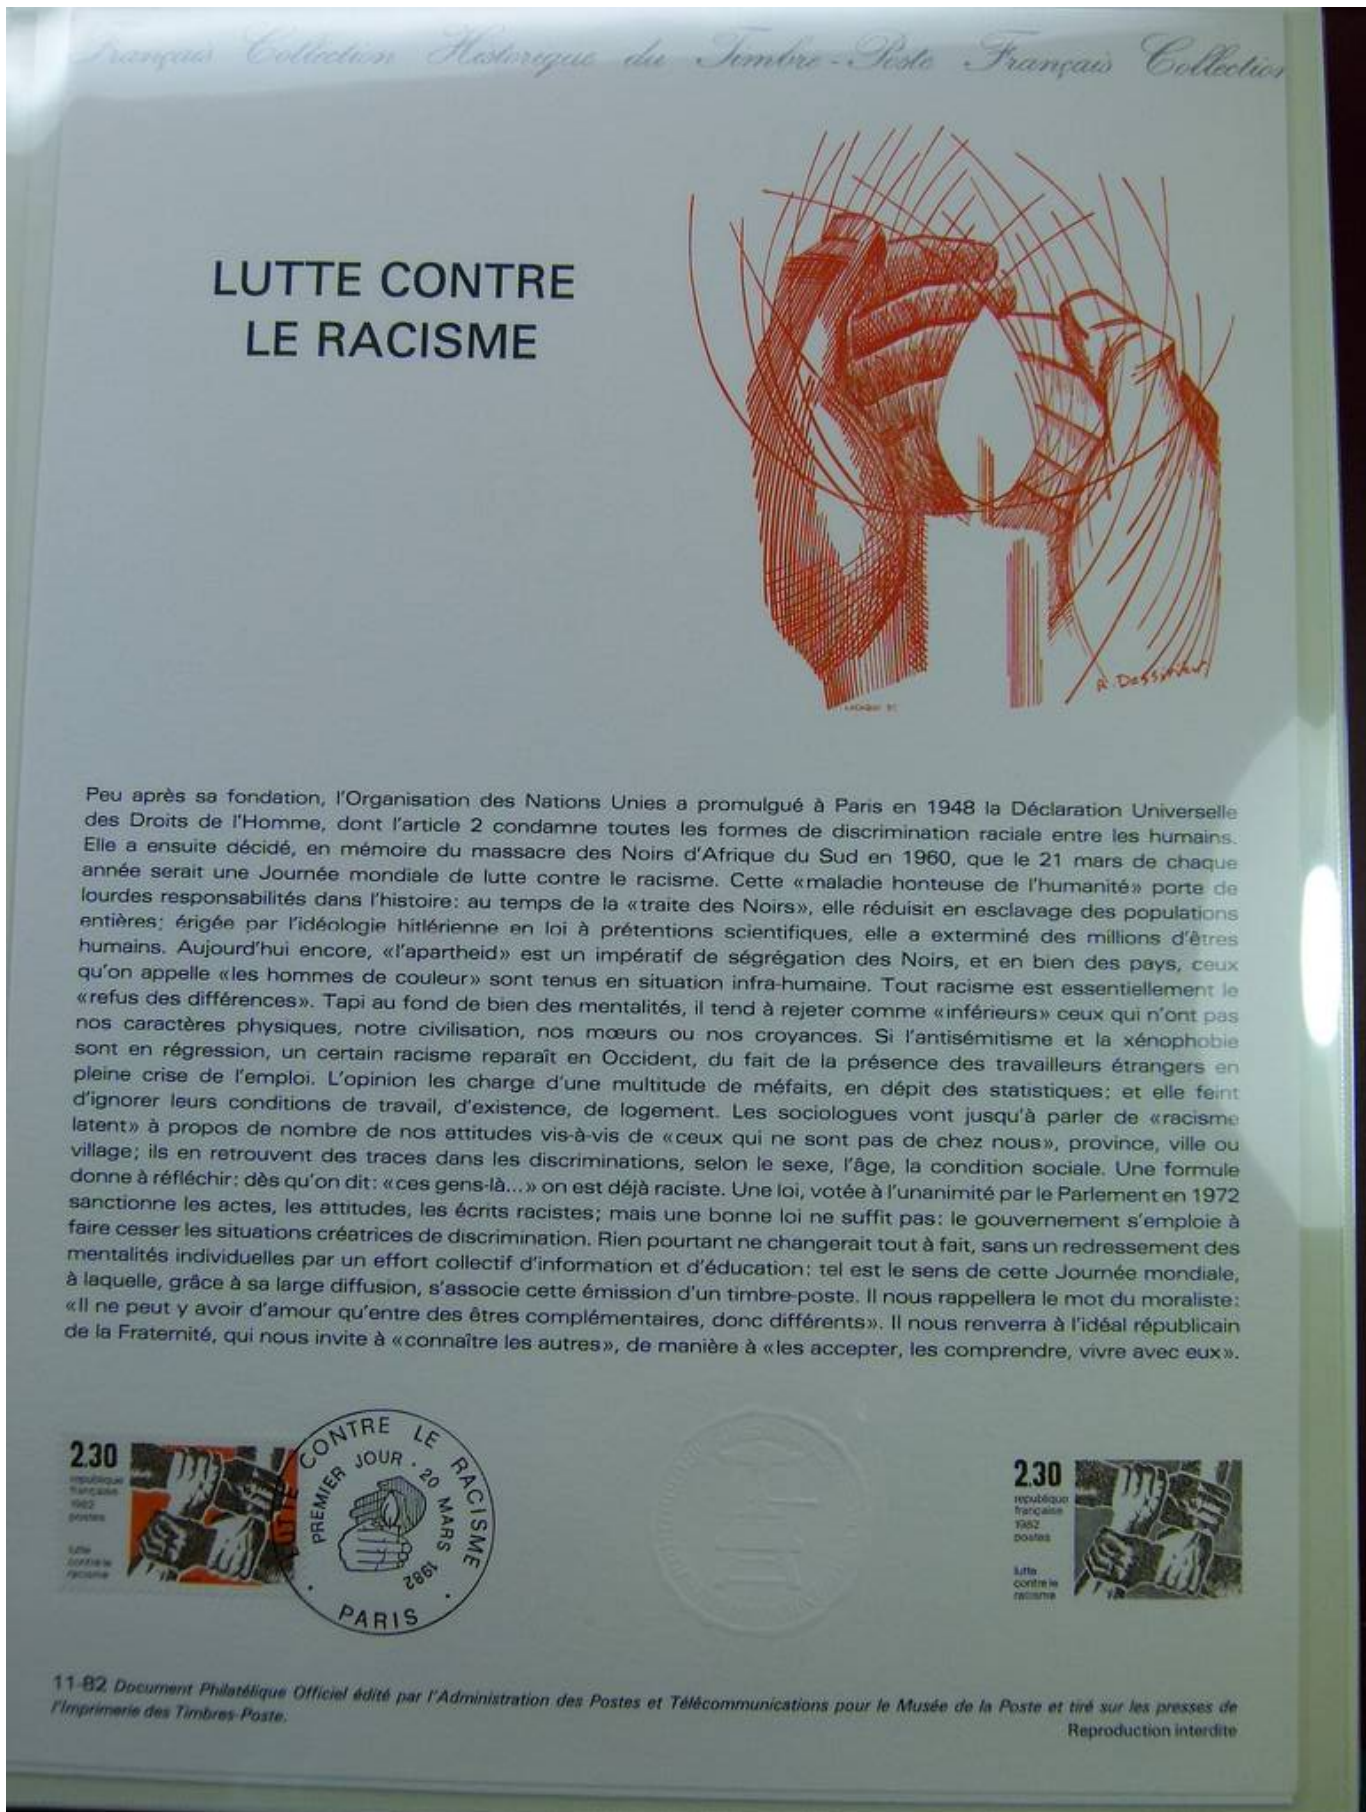 Français Collection Historique du Timbre-Poste Français Collection
LUTTE CONTRE
LE RACISME
Peu après sa fondation, l'Organisation des Nations Unies a promulgué à Paris en 1948 la Déclaration Universelle
des Droits de l'Homme, dont l'article 2 condamne toutes les formes de discrimination raciale entre les humains.
Elle a ensuite décidé, en mémoire du massacre des Noirs d'Afrique du Sud en 1960, que le 21 mars de chaque
année serait une Journée mondiale de lutte contre le racisme. Cette «maladie honteuse de l'humanité» porte de
lourdes responsabilités dans l'histoire: au temps de la «traite des Noirs», elle réduisit en esclavage des populations
entières; érigée par l'idéologie hitlérienne en loi à prétentions scientifiques, elle a exterminé des millions d'êtres
humains. Aujourd'hui encore, «l'apartheid» est un impératif de ségrégation des Noirs, et en bien des pays, ceux
qu'on appelle «les hommes de couleur» sont tenus en situation infra-humaine. Tout racisme est essentiellement le
«refus des différences». Tapi au fond de bien des mentalités, il tend à rejeter comme «inférieurs» ceux qui n'ont pas
nos caractères physiques, notre civilisation, nos mœurs ou nos croyances. Si l'antisémitisme et la xénophobie
sont en régression, un certain racisme reparaît en Occident, du fait de la présence des travailleurs étrangers en
pleine crise de l'emploi. L'opinion les charge d'une multitude de méfaits, en dépit des statistiques; et elle feint
d'ignorer leurs conditions de travail, d'existence, de logement. Les sociologues vont jusqu'à parler de «racisme
latent» à propos de nombre de nos attitudes vis-à-vis de «ceux qui ne sont pas de chez nous», province, ville ou
village; ils en retrouvent des traces dans les discriminations, selon le sexe, l'âge, la condition sociale. Une formule
donne à réfléchir: dès qu'on dit: «ces gens-là...» on est déjà raciste. Une loi, votée à l'unanimité par le Parlement en 1972
sanctionne les actes, les attitudes, les écrits racistes; mais une bonne loi ne suffit pas: le gouvernement s'emploie à
faire cesser les situations créatrices de discrimination. Rien pourtant ne changerait tout à fait, sans un redressement des
mentalités individuelles par un effort collectif d'information et d'éducation: tel est le sens de cette Journée mondiale,
à laquelle, grâce à sa large diffusion, s'associe cette émission d'un timbre-poste. Il nous rappellera le mot du moraliste:
«Il ne peut y avoir d'amour qu'entre des êtres complémentaires, donc différents». Il nous renverra à l'idéal républicain
de la Fraternité, qui nous invite à «connaître les autres», de manière à «les accepter, les comprendre, vivre avec eux».
2.30
republique
française
1982
postes
lutte
contre le
racisme
LUTTE CONTRE LE RACISME
PREMIER JOUR . 20 MARS 1982
PARIS
2.30
republique
française
1982
postes
lutte
contre le
racisme
11-82 Document Philatélique Officiel édité par l'Administration des Postes et Télécommunications pour le Musée de la Poste et tiré sur les presses de
l'Imprimerie des Timbres-Poste.
Reproduction interdite